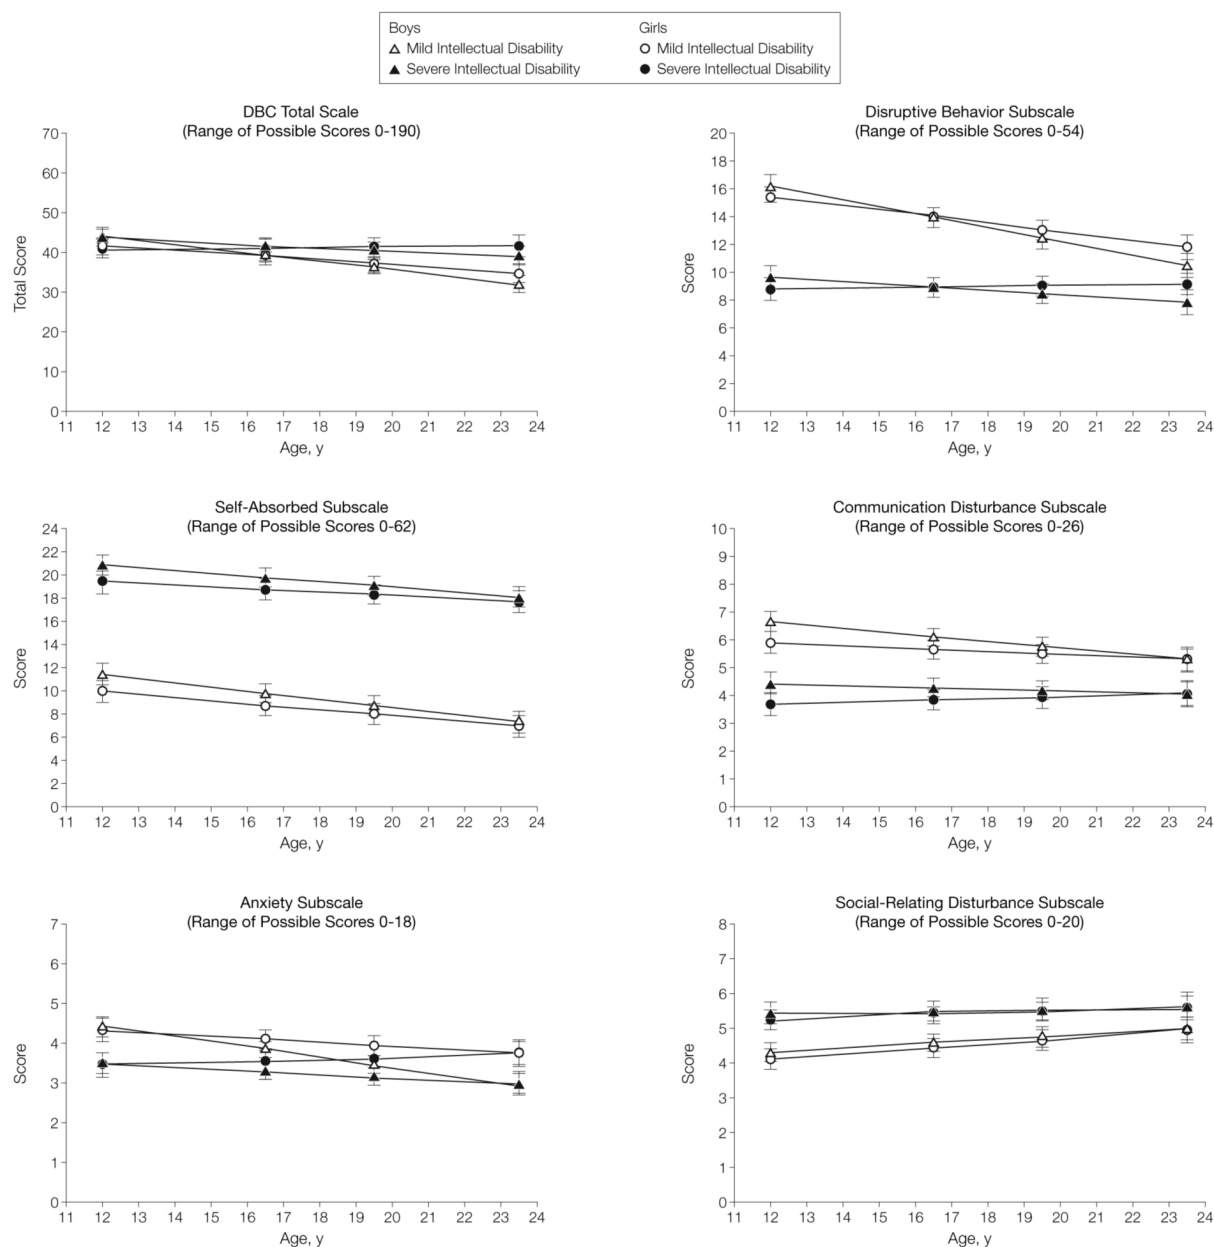 Boys Girls
Mild Intellectual Disability Mild Intellectual Disability
Severe Intellectual Disability Severe Intellectual Disability
DBC Total Scale
(Range of Possible Scores 0-190)
70
60
50
40
30
20
10
0
Total Score
11 12 13 14 15 16 17 18 19 20 21 22 23 24
Age, y
Disruptive Behavior Subscale
(Range of Possible Scores 0-54)
20
18
16
14
12
10
8
6
4
2
0
Score
11 12 13 14 15 16 17 18 19 20 21 22 23 24
Age, y
Self-Absorbed Subscale
(Range of Possible Scores 0-62)
24
22
20
18
16
14
12
10
8
6
4
2
0
Score
11 12 13 14 15 16 17 18 19 20 21 22 23 24
Age, y
Communication Disturbance Subscale
(Range of Possible Scores 0-26)
10
9
8
7
6
5
4
3
2
1
0
Score
11 12 13 14 15 16 17 18 19 20 21 22 23 24
Age, y
Anxiety Subscale
(Range of Possible Scores 0-18)
7
6
5
4
3
2
1
0
Score
11 12 13 14 15 16 17 18 19 20 21 22 23 24
Age, y
Social-Relating Disturbance Subscale
(Range of Possible Scores 0-20)
8
7
6
5
4
3
2
1
0
Score
11 12 13 14 15 16 17 18 19 20 21 22 23 24
Age, y